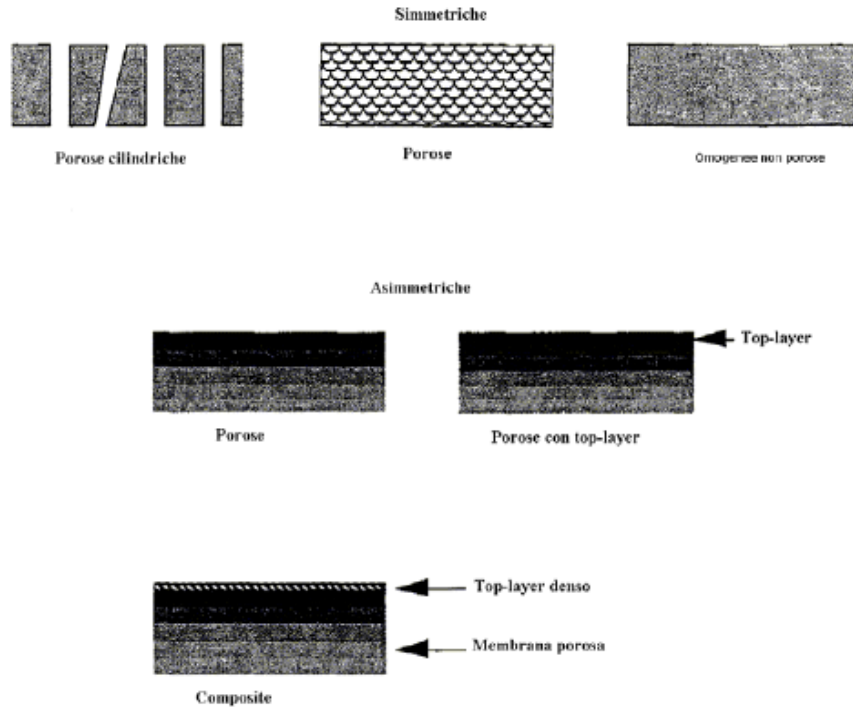 Simmetriche
Porose cilindriche
Porose
Omogenee non porose
Asimmetriche
Top-layer
Porose
Porose con top-layer
Top-layer denso
Membrana porosa
Composite